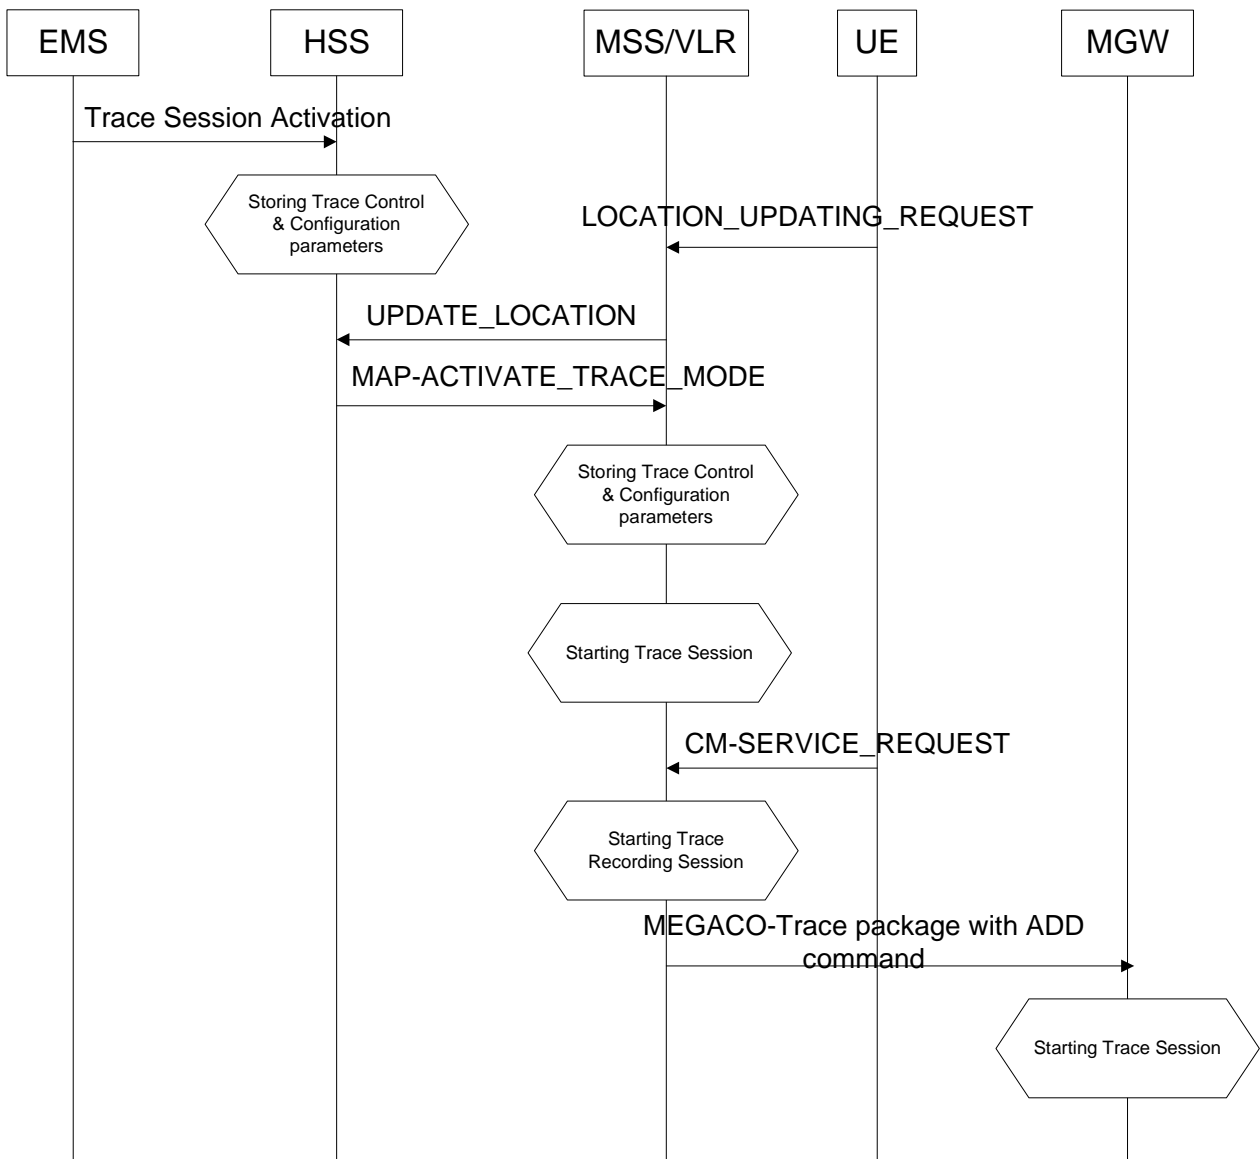 EMS
HSS
MSS/VLR
UE
MGW
Trace Session Activation
Storing Trace Control
& Configuration
parameters
LOCATION_UPDATING_REQUEST
UPDATE_LOCATION
MAP-ACTIVATE_TRACE_MODE
Storing Trace Control
& Configuration
parameters
Starting Trace Session
CM-SERVICE_REQUEST
Starting Trace
Recording Session
MEGACO-Trace package with ADD
command
Starting Trace Session